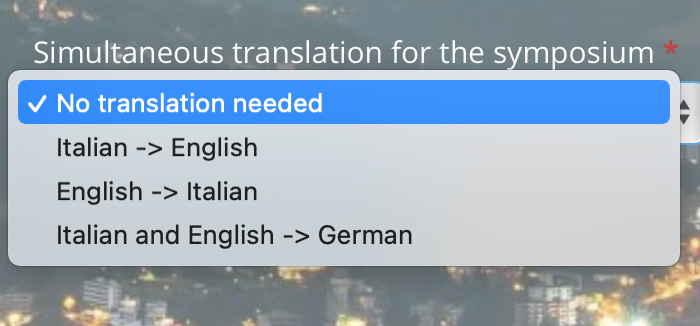 Simultaneous translation for the symposium *
✓ No translation needed
Italian -> English
English -> Italian
Italian and English -> German